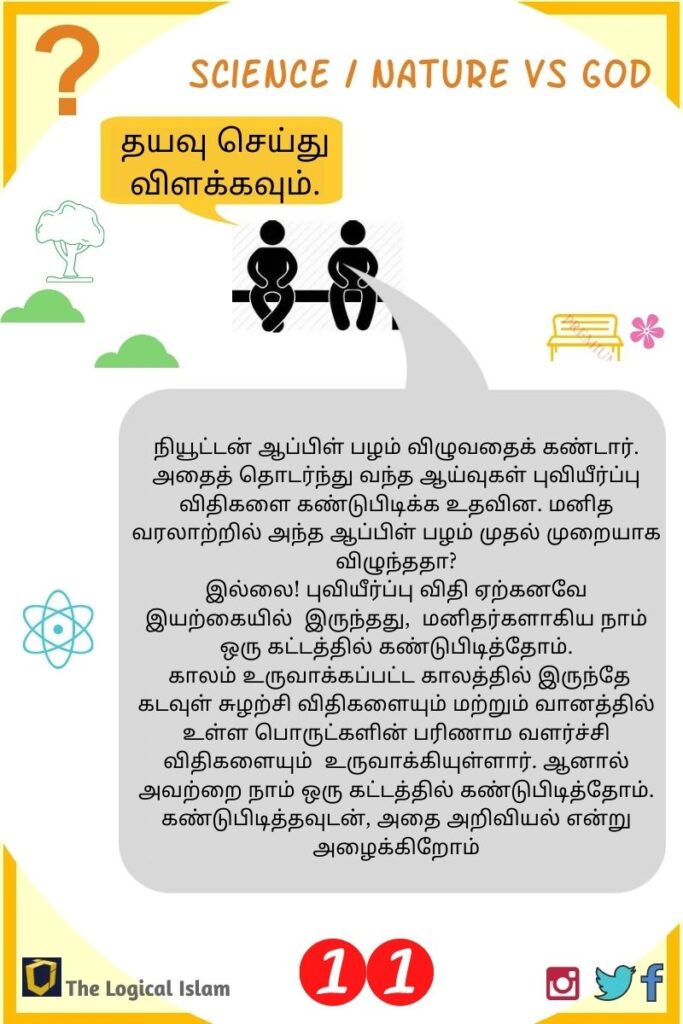 ?
SCIENCE / NATURE VS GOD
தயவு செய்து
விளக்கவும்.
நியூட்டன் ஆப்பிள் பழம் விழுவதைக் கண்டார்.
அதைத் தொடர்ந்து வந்த ஆய்வுகள் புவியீர்ப்பு
விதிகளை கண்டுபிடிக்க உதவின. மனித
வரலாற்றில் அந்த ஆப்பிள் பழம் முதல் முறையாக
விழுந்ததா?
இல்லை! புவியீர்ப்பு விதி ஏற்கனவே
இயற்கையில் இருந்தது, மனிதர்களாகிய நாம்
ஒரு கட்டத்தில் கண்டுபிடித்தோம்.
காலம் உருவாக்கப்பட்ட காலத்தில் இருந்தே
கடவுள் சுழற்சி விதிகளையும் மற்றும் வானத்தில்
உள்ள பொருட்களின் பரிணாம வளர்ச்சி
விதிகளையும் உருவாக்கியுள்ளார். ஆனால்
அவற்றை நாம் ஒரு கட்டத்தில் கண்டுபிடித்தோம்.
கண்டுபிடித்தவுடன், அதை அறிவியல் என்று
அழைக்கிறோம்
The Logical Islam
11